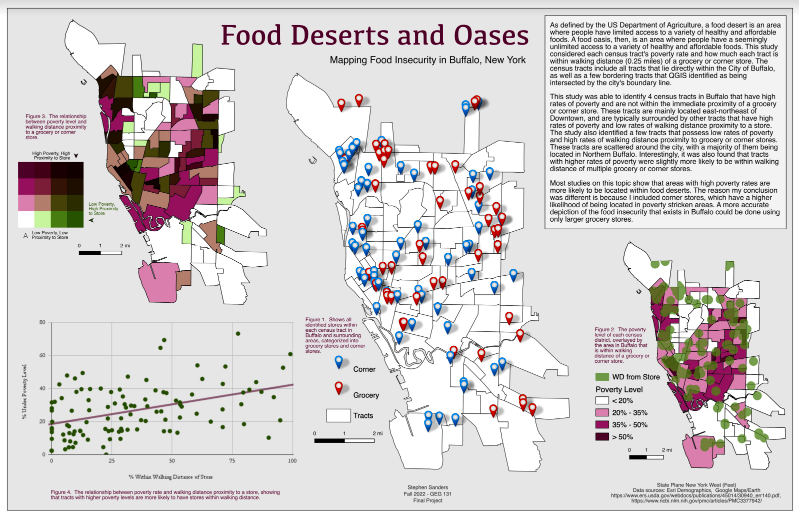 Food Deserts and Oases
Mapping Food Insecurity in Buffalo, New York
As defined by the US Department of Agriculture, a food desert is an area
where people have limited access to a variety of healthy and affordable
foods. A food oasis, then, is an area where people have a seemingly
unlimited access to a variety of healthy and affordable foods. This study
considered each census tract's poverty rate and how much each tract is
within walking distance (0.25 miles) of a grocery or corner store. The
census tracts include all tracts that lie directly within the City of Buffalo,
as well as a few bordering tracts that QGIS identified as being
intersected by the city's boundary line.
This study was able to identify 4 census tracts in Buffalo that have high
rates of poverty and are not within the immediate proximity of a grocery
or corner store. These tracts are mainly located east-northeast of
Downtown, and are typically surrounded by other tracts that have high
rates of poverty and low rates of walking distance proximity to a store.
The study also identified a few tracts that possess low rates of poverty
and high rates of walking distance proximity to grocery or corner stores.
These tracts are scattered around the city, with a majority of them being
located in Northern Buffalo. Interestingly, it was also found that tracts
with higher rates of poverty were slightly more likely to be within walking
distance of multiple grocery or corner stores.
Most studies on this topic show that areas with high poverty rates are
more likely to be located within food deserts. The reason my conclusion
was different is because I included corner stores, which have a higher
likelihood of being located in poverty stricken areas. A more accurate
depiction of the food insecurity that exists in Buffalo could be done using
only larger grocery stores.
Figure 3. The relationship
between poverty level and
walking distance proximity
to a grocery or corner
store.
High Poverty, High
Proximity to Store
Low Poverty,
High Proximity
to Store
Low Poverty, Low
Proximity to Store
0 1 2 mi
80
60
40
20
0
% Under Poverty Level
0 25 50 75 100
% Within Walking Distance of Store
Figure 4. The relationship between poverty rate and walking distance proximity to a store, showing
that tracts with higher poverty levels are more likely to have stores within walking distance.
Figure 1. Shows all
identified stores within
each census tract in
Buffalo and surrounding
areas, categorized into
grocery stores and corner
stores.
Corner
Grocery
Tracts
0 1 2 mi
Stephen Sanders
Fall 2022 - GEG 131
Final Project
Figure 2. The poverty
level of each census
district, overlayed by
the area in Buffalo that
is within walking
distance of a grocery or
corner store.
WD from Store
Poverty Level
< 20%
20% - 35%
35% - 50%
> 50%
0 1 2 mi
State Plane New York West (Feet)
Data sources: Esri Demographics, Google Maps/Earth
https://www.ers.usda.gov/webdocs/publications/45014/30940_err140.pdf,
https://www.ncbi.nlm.nih.gov/pmc/articles/PMC3377942/